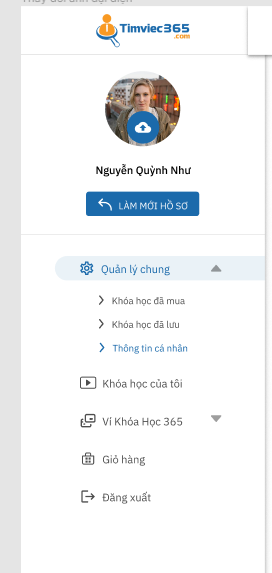 Thay đổi ảnh đại diện
Timviec365
.com
Nguyễn Quỳnh Như
LÀM MỚI HỒ SƠ
Quản lý chung
Khóa học đã mua
Khóa học đã lưu
Thông tin cá nhân
Khóa học của tôi
Ví Khóa Học 365
Giỏ hàng
Đăng xuất